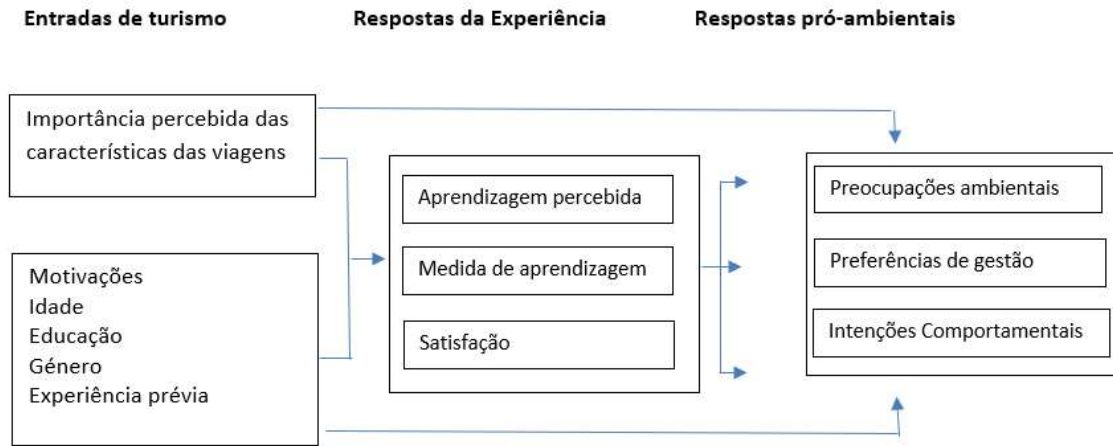 Entradas de turismo
Respostas da Experiência
Respostas pró-ambientais
Importância percebida das
características das viagens
Motivações
Idade
Educação
Género
Experiência prévia
Aprendizagem percebida
Medida de aprendizagem
Satisfação
Preocupações ambientais
Preferências de gestão
Intenções Comportamentais